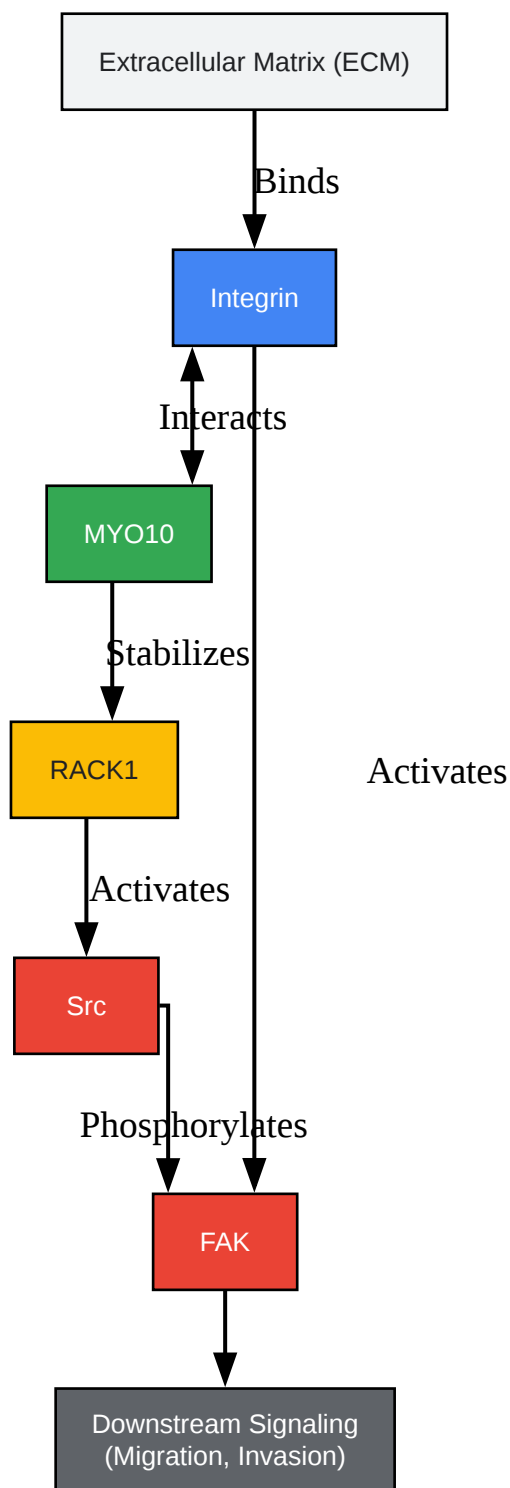 Extracellular Matrix (ECM)
Binds
Integrin
Interacts
MYO10
Stabilizes
RACK1
Activates
Activates
Src
Phosphorylates
FAK
Downstream Signaling
(Migration, Invasion)